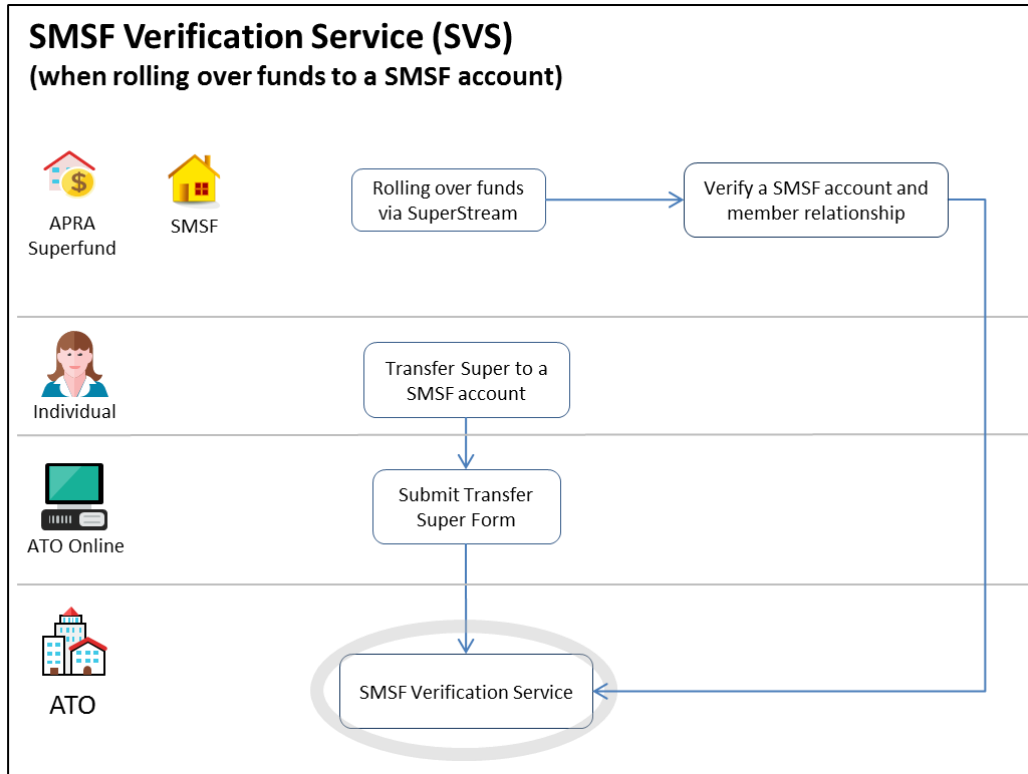 SMSF Verification Service (SVS)
(when rolling over funds to a SMSF account)
APRA
Superfund
SMSF
Rolling over funds
via SuperStream
Verify a SMSF account and
member relationship
Individual
Transfer Super to a
SMSF account
ATO Online
Submit Transfer
Super Form
ATO
SMSF Verification Service